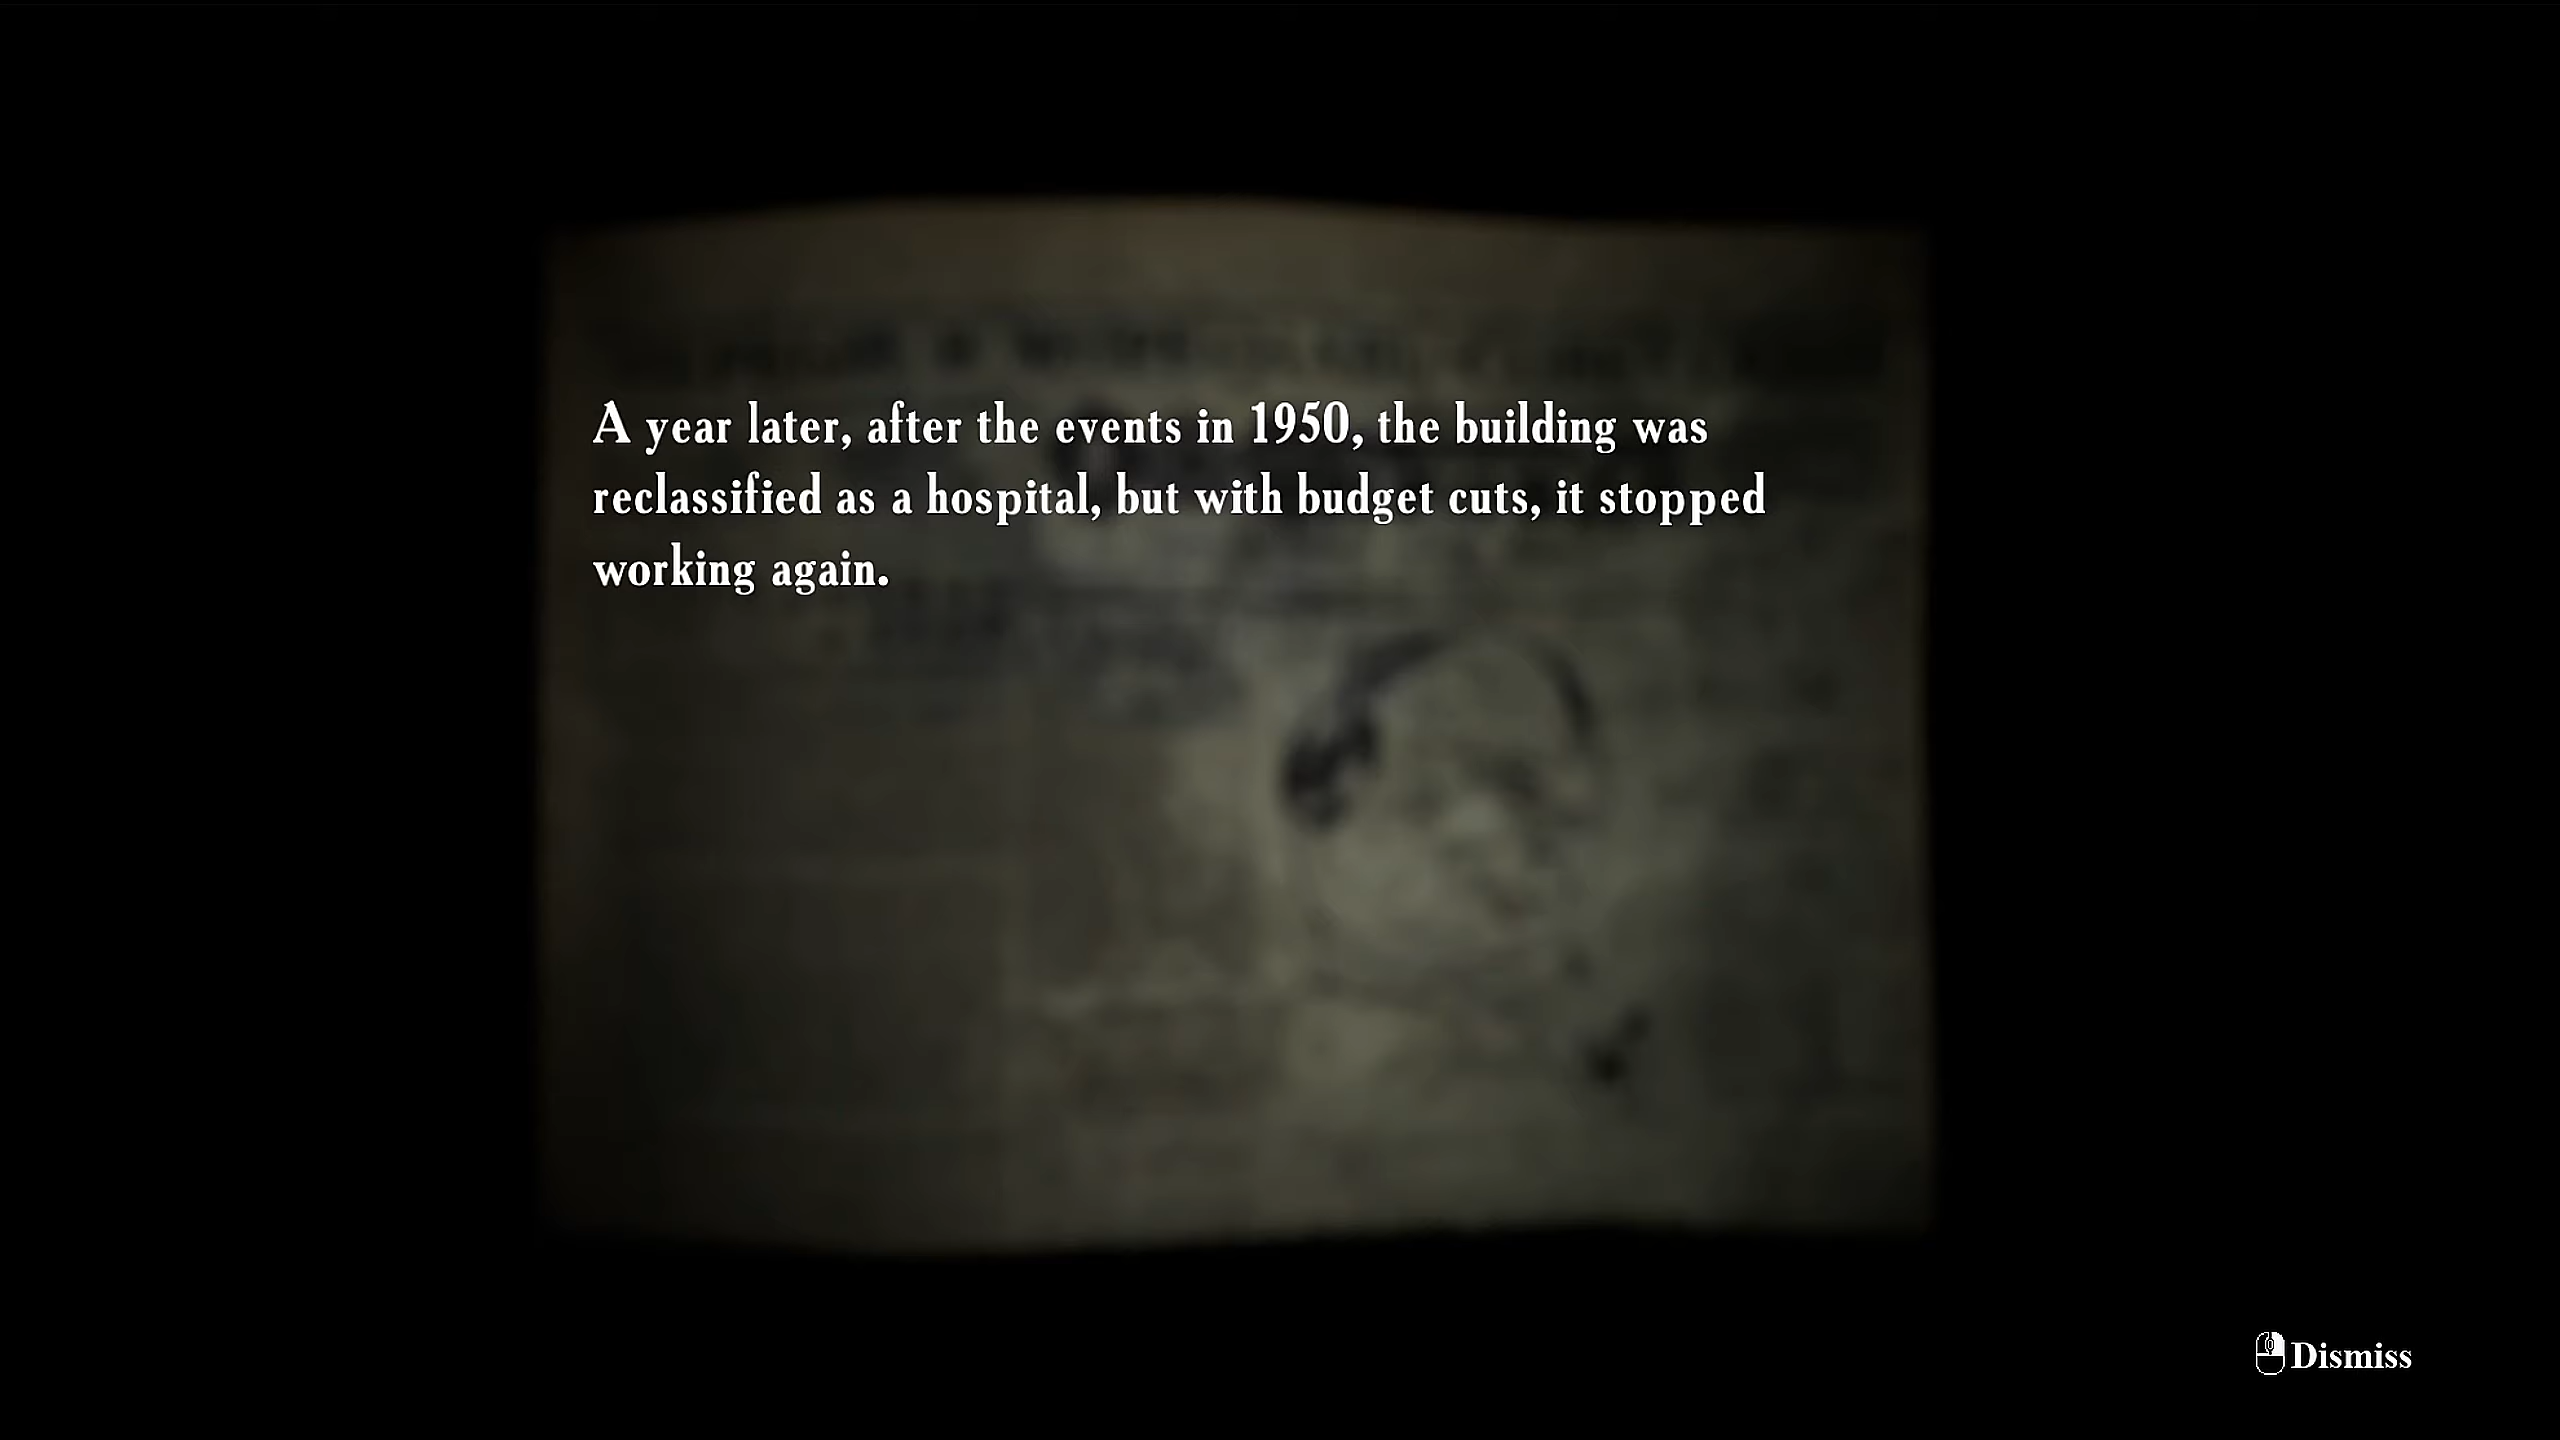 A year later, after the events in 1950, the building was
reclassified as a hospital, but with budget cuts, it stopped
working again.
Dismiss